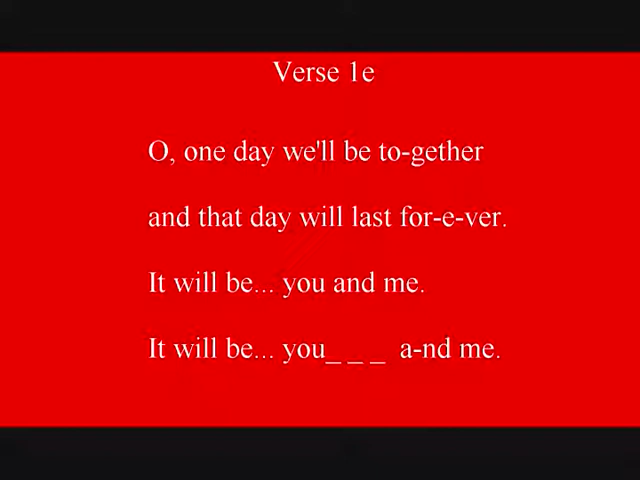 Verse 1e
O, one day we'll be to-gether
and that day will last for-e-ver.
It will be... you and me.
It will be... you_ _ _ a-nd me.